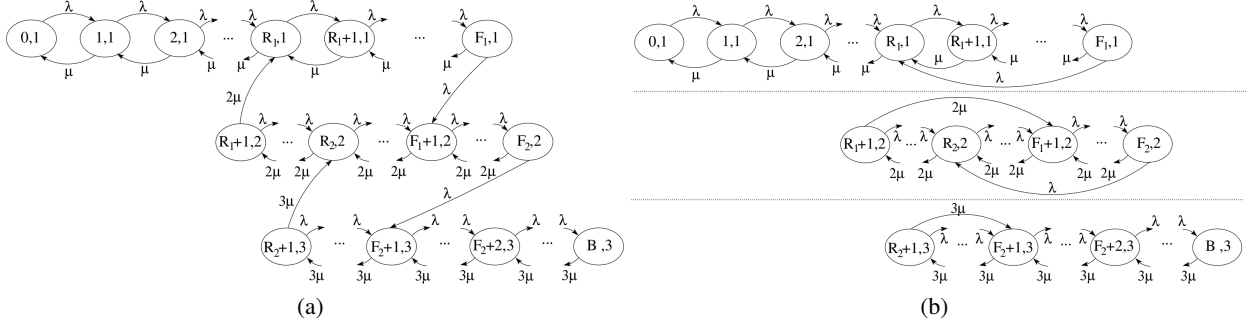 λ λ λ λ λ λ λ
0,1 1,1 2,1 ... R₁,1 R₁+1,1 ... F₁,1
μ μ μ μ μ μ μ
2μ λ
λ λ λ λ λ λ
R₁+1,2 ... R₂,2 ... F₁+1,2 ... F₂,2
2μ 2μ 2μ 2μ 2μ 2μ
3μ λ
λ λ λ λ λ λ
R₂+1,3 ... F₂+1,3 ... F₂+2,3 ... B,3
3μ 3μ 3μ 3μ 3μ 3μ
(a)
λ λ λ λ λ λ λ
0,1 1,1 2,1 ... R₁,1 R₁+1,1 ... F₁,1
μ μ μ μ μ μ μ
λ
2μ
λ λ λ λ λ λ
R₁+1,2 ... R₂,2 ... F₁+1,2 ... F₂,2
2μ 2μ 2μ 2μ 2μ 2μ
λ
3μ
λ λ λ λ λ λ
R₂+1,3 ... F₂+1,3 ... F₂+2,3 ... B,3
3μ 3μ 3μ 3μ 3μ 3μ
(b)